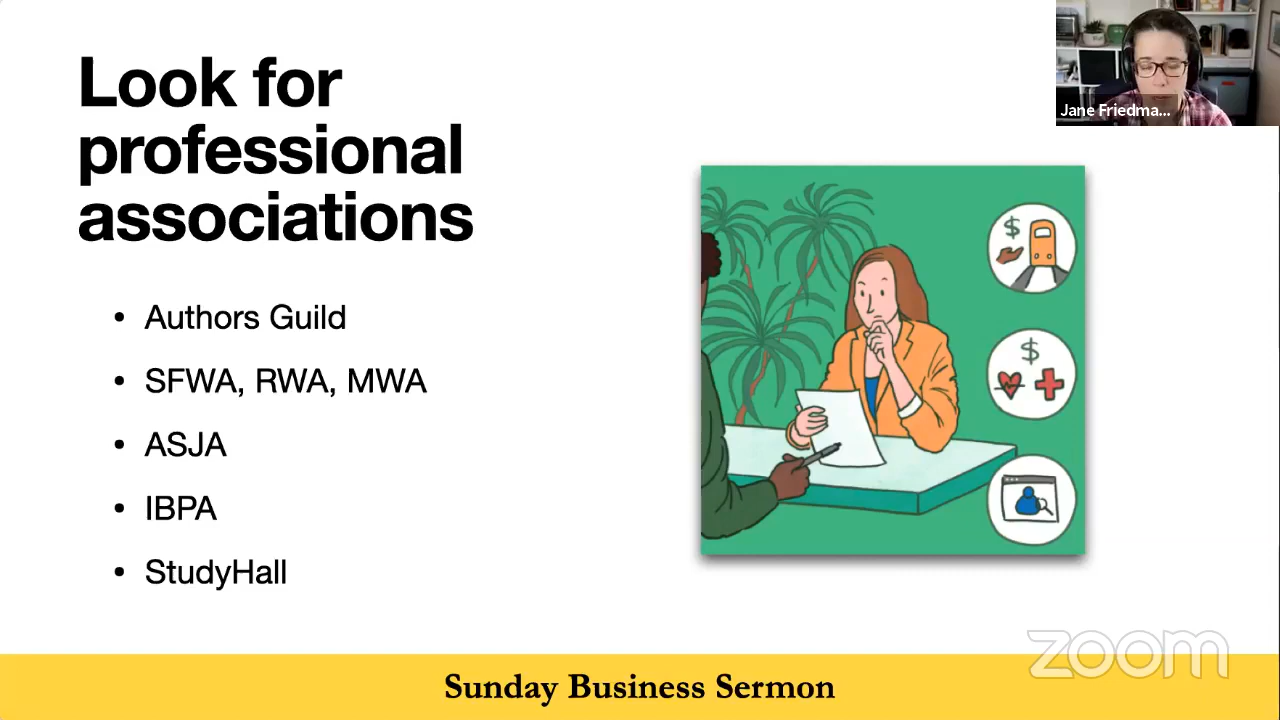 Look for
professional
associations
• Authors Guild
• SFWA, RWA, MWA
• ASJA
• IBPA
• StudyHall
Jane Friedma...
$
$
zoom
Sunday Business Sermon